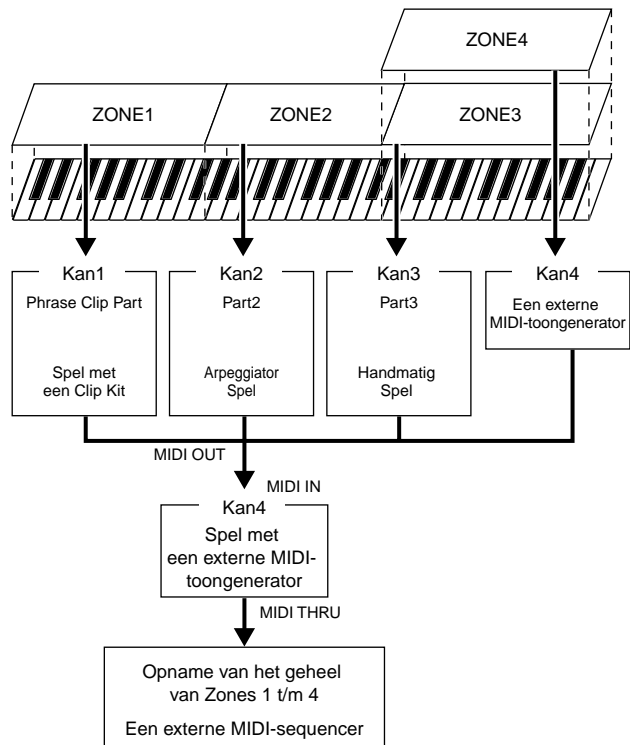 ZONE4
ZONE1
ZONE2
ZONE3
Kan1
Phrase Clip Part
Spel met
een Clip Kit
Kan2
Part2
Arpeggiator
Spel
Kan3
Part3
Handmatig
Spel
Kan4
Een externe
MIDI-toongenerator
MIDI OUT
MIDI IN
Kan4
Spel met
een externe MIDI-
toongenerator
MIDI THRU
Opname van het geheel
van Zones 1 t/m 4
Een externe MIDI-sequencer